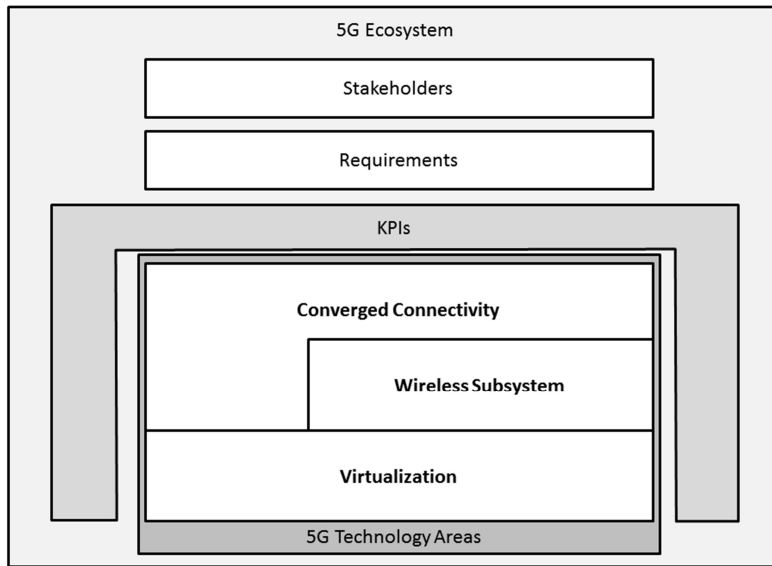 5G Ecosystem
Stakeholders
Requirements
KPIs
Converged Connectivity
Wireless Subsystem
Virtualization
5G Technology Areas